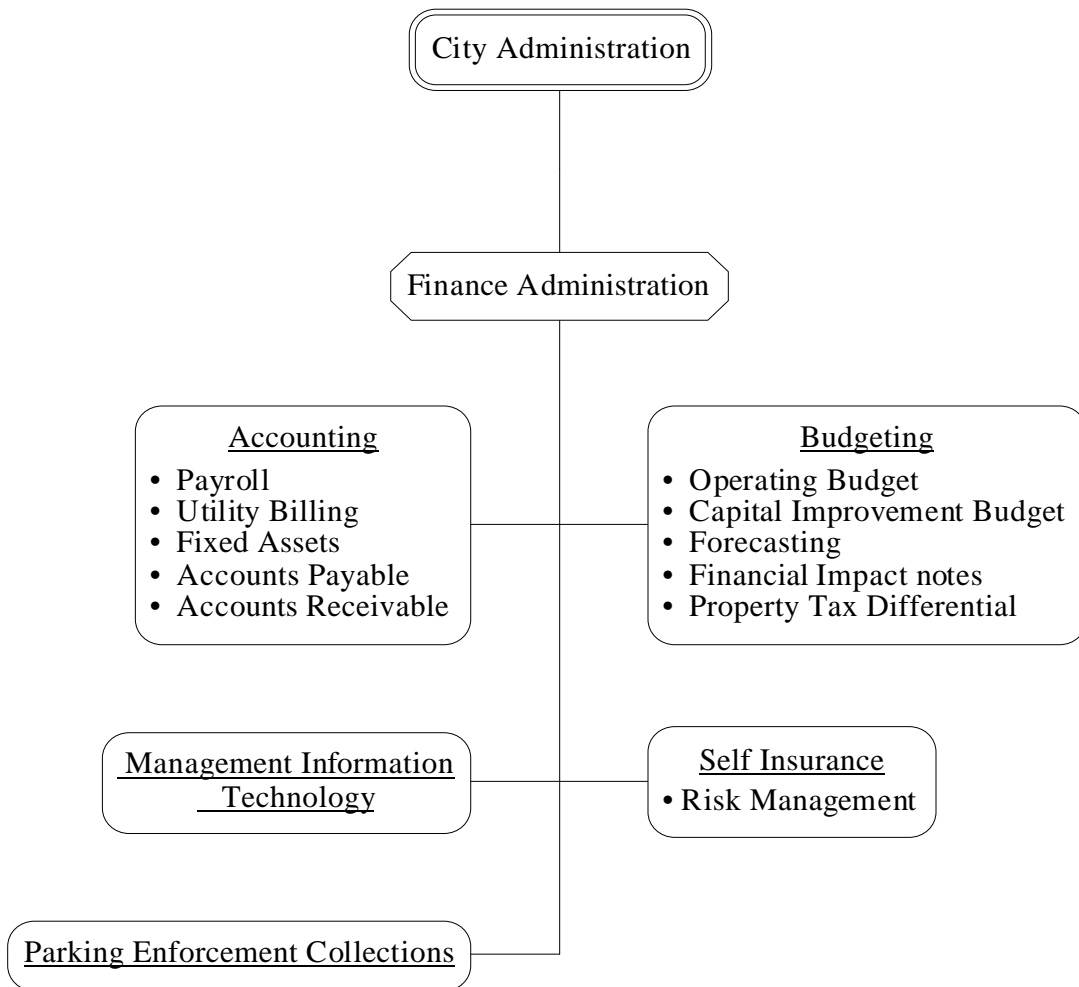 City Administration
Finance Administration
Accounting
• Payroll
• Utility Billing
• Fixed Assets
• Accounts Payable
• Accounts Receivable
Budgeting
• Operating Budget
• Capital Improvement Budget
• Forecasting
• Financial Impact notes
• Property Tax Differential
Management Information
Technology
Self Insurance
• Risk Management
Parking Enforcement Collections